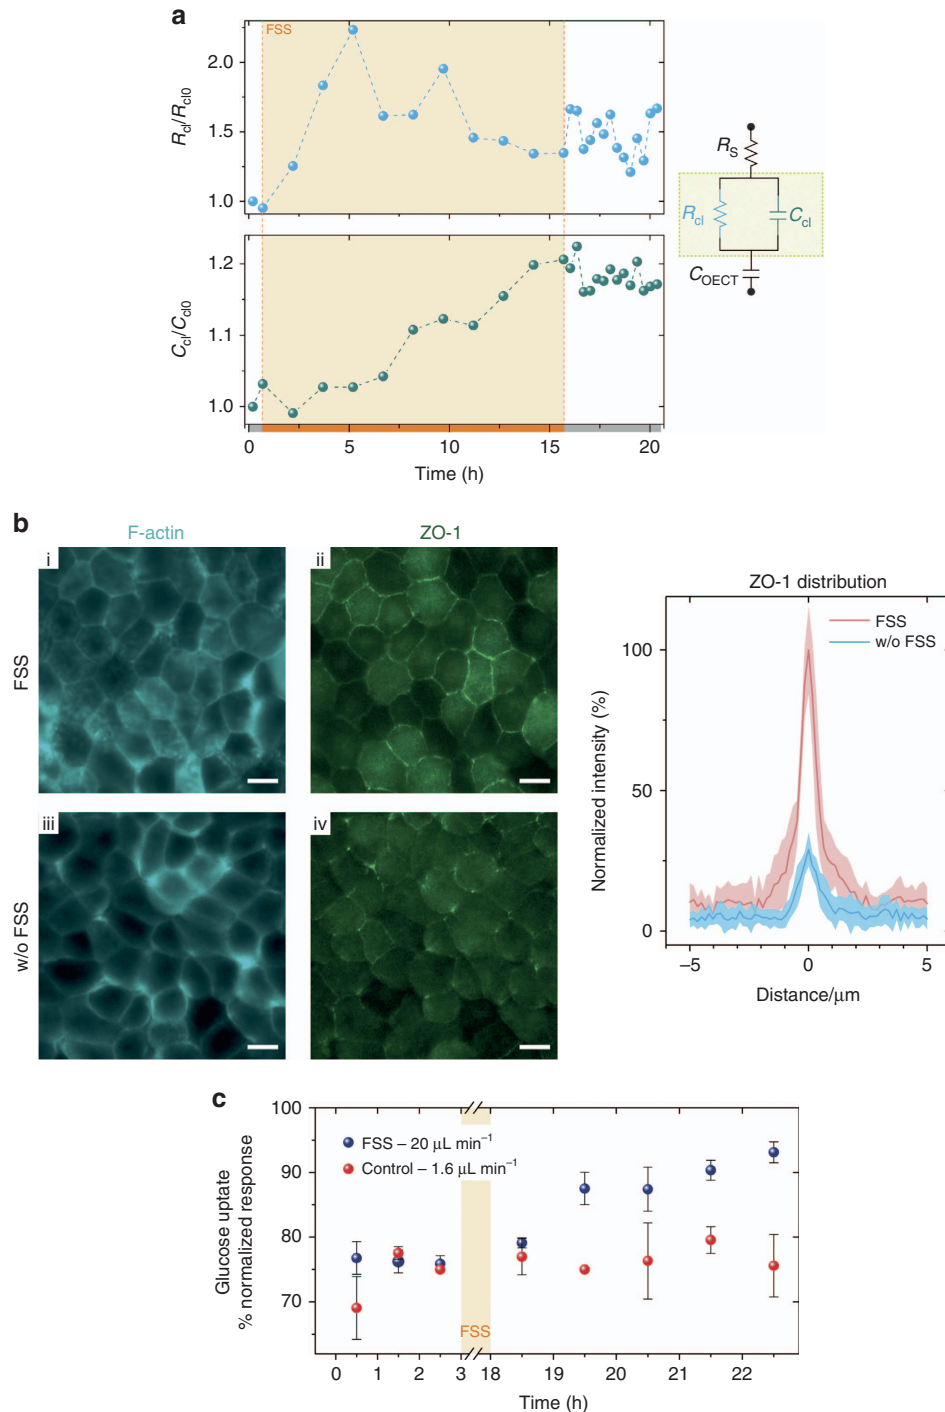 a
FSS
2.0
1.5
1.0
R_cl/R_cl0
1.2
1.1
1.0
C_cl/C_cl0
0 5 10 15 20
Time (h)
R_S
R_cl
C_cl
C_OECT
b
F-actin
ZO-1
i
ii
FSS
iii
iv
w/o FSS
ZO-1 distribution
FSS
w/o FSS
100
50
0
Normalized intensity (%)
−5 0 5
Distance/μm
c
100
90
80
70
Glucose uptate
% normalized response
FSS – 20 μL min⁻¹
Control – 1.6 μL min⁻¹
FSS
0 1 2 3 18 19 20 21 22
Time (h)